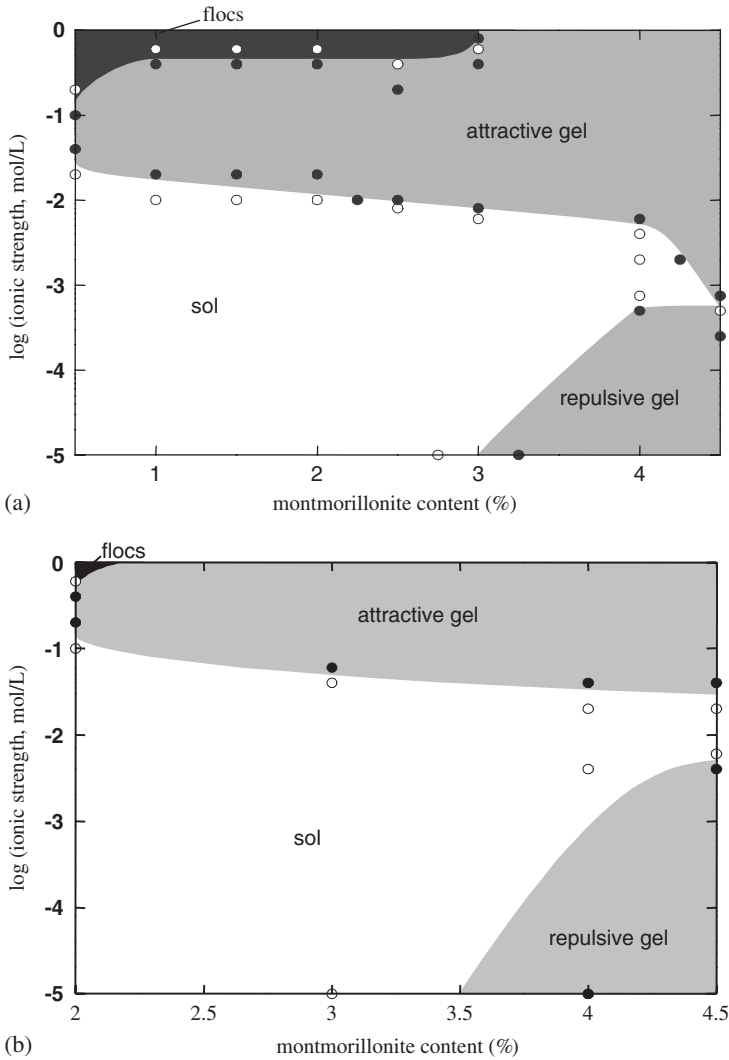 flocs
0
-1
-2
-3
-4
-5
log (ionic strength, mol/L)
attractive gel
sol
repulsive gel
1 2 3 4
(a)
montmorillonite content (%)
flocs
0
-1
-2
-3
-4
-5
log (ionic strength, mol/L)
attractive gel
sol
repulsive gel
2 2.5 3 3.5 4 4.5
(b)
montmorillonite content (%)